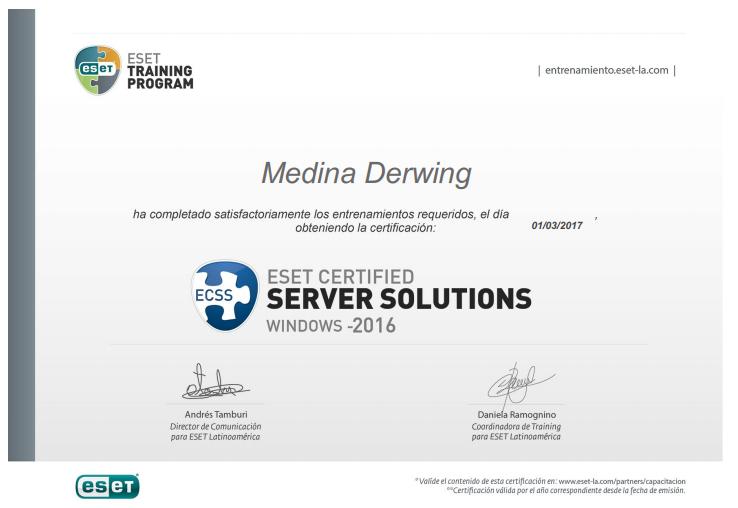 ESET
TRAINING
PROGRAM
eseT
| entrenamiento.eset-la.com |
Medina Derwing
ha completado satisfactoriamente los entrenamientos requeridos, el día 01/03/2017 ,
obteniendo la certificación:
ECSS
ESET CERTIFIED
SERVER SOLUTIONS
WINDOWS -2016
Andrés Tamburi
Director de Comunicación
para ESET Latinoamérica
Daniela Ramognino
Coordinadora de Training
para ESET Latinoamérica
eseT
*Valide el contenido de esta certificación en: www.eset-la.com/partners/capacitacion
**Certificación válida por el año correspondiente desde la fecha de emisión.